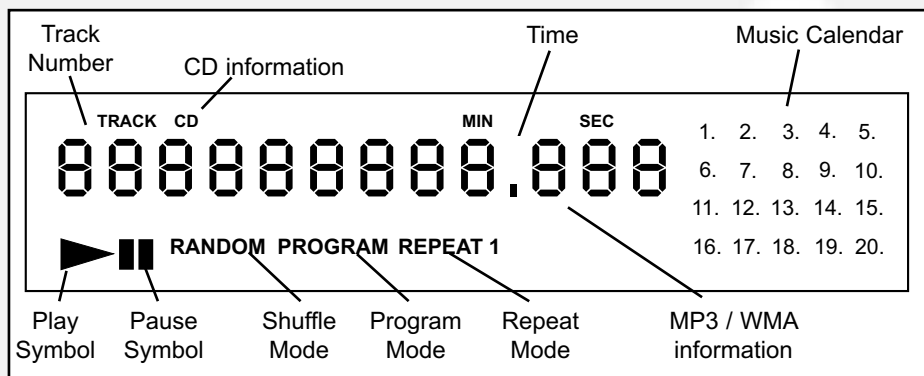 Track
Number
CD information
Time
Music Calendar
TRACK CD MIN SEC
888888888.888
1. 2. 3. 4. 5.
6. 7. 8. 9. 10.
11. 12. 13. 14. 15.
16. 17. 18. 19. 20.
RANDOM PROGRAM REPEAT 1
Play
Symbol
Pause
Symbol
Shuffle
Mode
Program
Mode
Repeat
Mode
MP3 / WMA
information